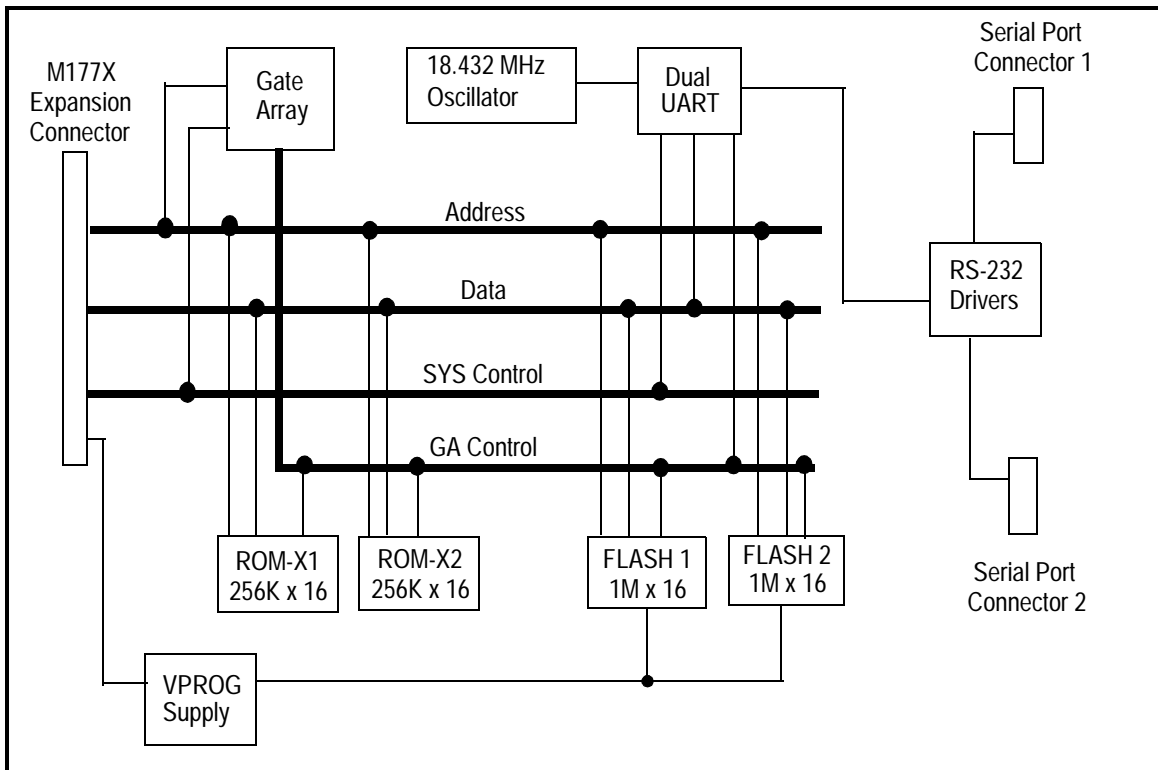 M177X
Expansion
Connector
Gate
Array
18.432 MHz
Oscillator
Dual
UART
Serial Port
Connector 1
Address
Data
SYS Control
GA Control
RS-232
Drivers
ROM-X1
256K x 16
ROM-X2
256K x 16
FLASH 1
1M x 16
FLASH 2
1M x 16
Serial Port
Connector 2
VPROG
Supply